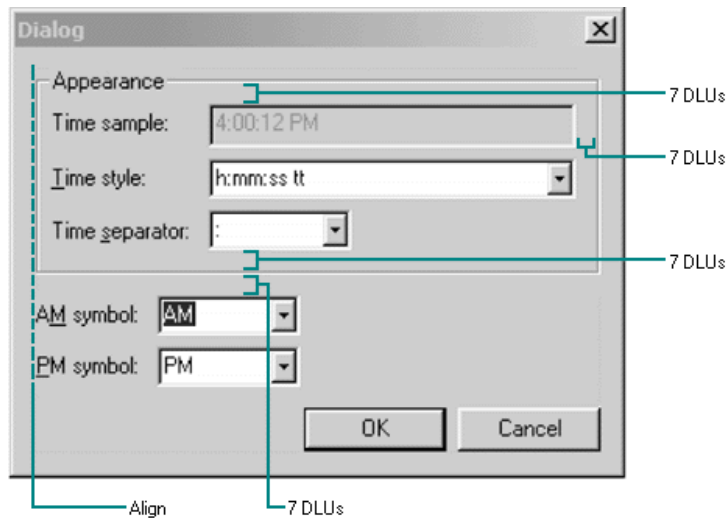 Dialog
Appearance
7 DLUs
Time sample: 4:00:12 PM
7 DLUs
Time style: h:mm:ss tt
Time separator: :
7 DLUs
AM symbol: AM
PM symbol: PM
OK Cancel
Align 7 DLUs